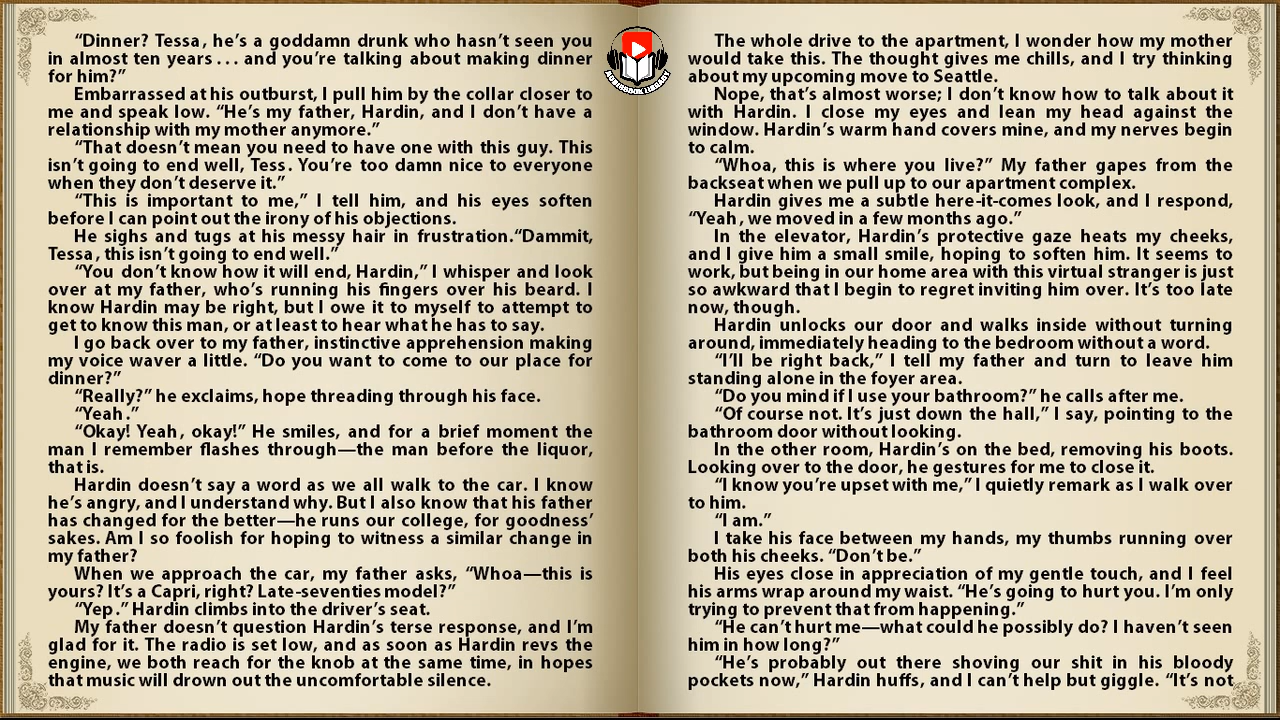 “Dinner? Tessa, he’s a goddamn drunk who hasn’t seen you
in almost ten years . . . and you’re talking about making dinner
for him?”
Embarrassed at his outburst, I pull him by the collar closer to
me and speak low. “He’s my father, Hardin, and I don’t have a
relationship with my mother anymore.”
“That doesn’t mean you need to have one with this guy. This
isn’t going to end well, Tess. You’re too damn nice to everyone
when they don’t deserve it.”
“This is important to me,” I tell him, and his eyes soften
before I can point out the irony of his objections.
He sighs and tugs at his messy hair in frustration.“Dammit,
Tessa, this isn’t going to end well.”
“You don’t know how it will end, Hardin,” I whisper and look
over at my father, who’s running his fingers over his beard. I
know Hardin may be right, but I owe it to myself to attempt to
get to know this man, or at least to hear what he has to say.
I go back over to my father, instinctive apprehension making
my voice waver a little. “Do you want to come to our place for
dinner?”
“Really?” he exclaims, hope threading through his face.
“Yeah.”
“Okay! Yeah, okay!” He smiles, and for a brief moment the
man I remember flashes through—the man before the liquor,
that is.
Hardin doesn’t say a word as we all walk to the car. I know
he’s angry, and I understand why. But I also know that his father
has changed for the better—he runs our college, for goodness’
sakes. Am I so foolish for hoping to witness a similar change in
my father?
When we approach the car, my father asks, “Whoa—this is
yours? It’s a Capri, right? Late-seventies model?”
“Yep.” Hardin climbs into the driver’s seat.
My father doesn’t question Hardin’s terse response, and I’m
glad for it. The radio is set low, and as soon as Hardin revs the
engine, we both reach for the knob at the same time, in hopes
that music will drown out the uncomfortable silence.
AUDIOBOOK LIBRARY
The whole drive to the apartment, I wonder how my mother
would take this. The thought gives me chills, and I try thinking
about my upcoming move to Seattle.
Nope, that’s almost worse; I don’t know how to talk about it
with Hardin. I close my eyes and lean my head against the
window. Hardin’s warm hand covers mine, and my nerves begin
to calm.
“Whoa, this is where you live?” My father gapes from the
backseat when we pull up to our apartment complex.
Hardin gives me a subtle here-it-comes look, and I respond,
“Yeah, we moved in a few months ago.”
In the elevator, Hardin’s protective gaze heats my cheeks,
and I give him a small smile, hoping to soften him. It seems to
work, but being in our home area with this virtual stranger is just
so awkward that I begin to regret inviting him over. It’s too late
now, though.
Hardin unlocks our door and walks inside without turning
around, immediately heading to the bedroom without a word.
“I’ll be right back,” I tell my father and turn to leave him
standing alone in the foyer area.
“Do you mind if I use your bathroom?” he calls after me.
“Of course not. It’s just down the hall,” I say, pointing to the
bathroom door without looking.
In the other room, Hardin’s on the bed, removing his boots.
Looking over to the door, he gestures for me to close it.
“I know you’re upset with me,” I quietly remark as I walk over
to him.
“I am.”
I take his face between my hands, my thumbs running over
both his cheeks. “Don’t be.”
His eyes close in appreciation of my gentle touch, and I feel
his arms wrap around my waist. “He’s going to hurt you. I’m only
trying to prevent that from happening.”
“He can’t hurt me—what could he possibly do? I haven’t seen
him in how long?”
“He’s probably out there shoving our shit in his bloody
pockets now,” Hardin huffs, and I can’t help but giggle. “It’s not